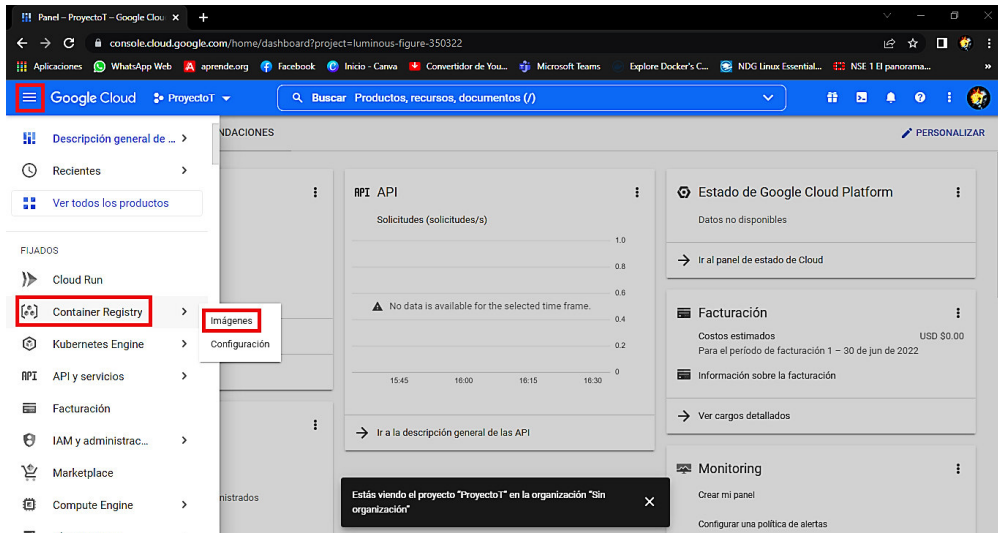 Panel – ProyectoT – Google Clou
console.cloud.google.com/home/dashboard?project=luminous-figure-350322
Aplicaciones WhatsApp Web aprende.org Facebook Inicio - Canva Convertidor de You... Microsoft Teams Explore Docker's C... NDG Linux Essential... NSE 1 El panorama... »
Google Cloud ProyectoT Buscar Productos, recursos, documentos (/)
Descripción general de ...
NDACIONES
PERSONALIZAR
Recientes
Ver todos los productos
FIJADOS
Cloud Run
Container Registry
Imágenes
Configuración
Kubernetes Engine
API y servicios
Facturación
IAM y administrac...
Marketplace
Compute Engine
nistrados
API API
Solicitudes (solicitudes/s)
1.0
0.8
0.6
No data is available for the selected time frame.
0.4
0.2
0
15:45 16:00 16:15 16:30
Ir a la descripción general de las API
Estado de Google Cloud Platform
Datos no disponibles
Ir al panel de estado de Cloud
Facturación
Costos estimados USD $0.00
Para el período de facturación 1 – 30 de jun de 2022
Información sobre la facturación
Ver cargos detallados
Monitoring
Crear mi panel
Configurar una política de alertas
Estás viendo el proyecto "ProyectoT" en la organización "Sin
organización"